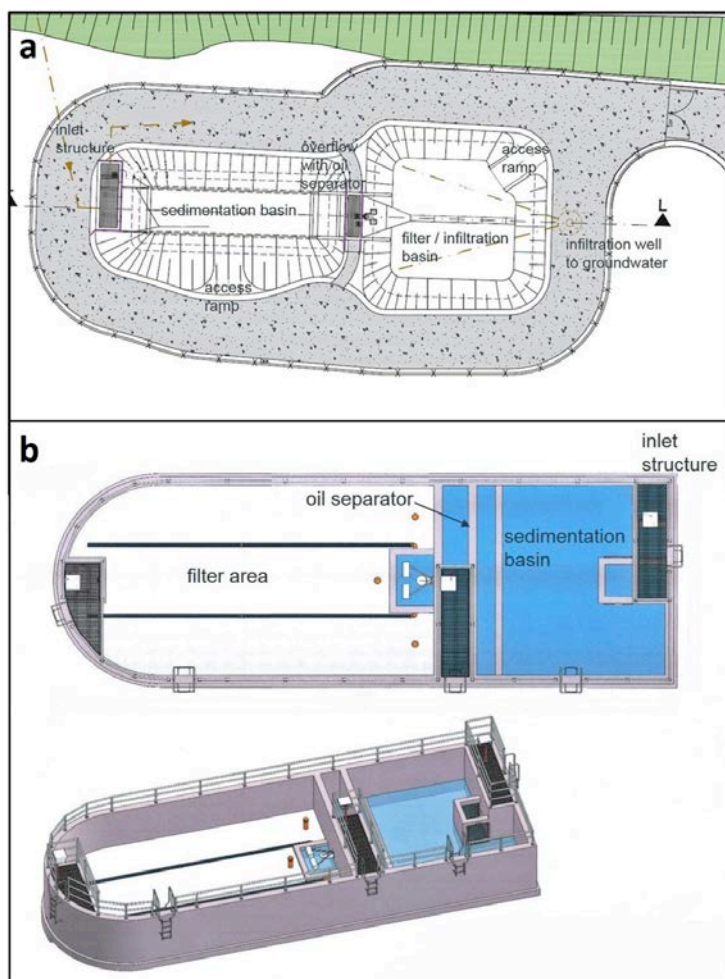 a
inlet
structure
overflow
with oil
separator
access
ramp
sedimentation basin
filter / infiltration
basin
infiltration well
to groundwater
L
access
ramp
b
inlet
structure
oil separator
sedimentation
basin
filter area